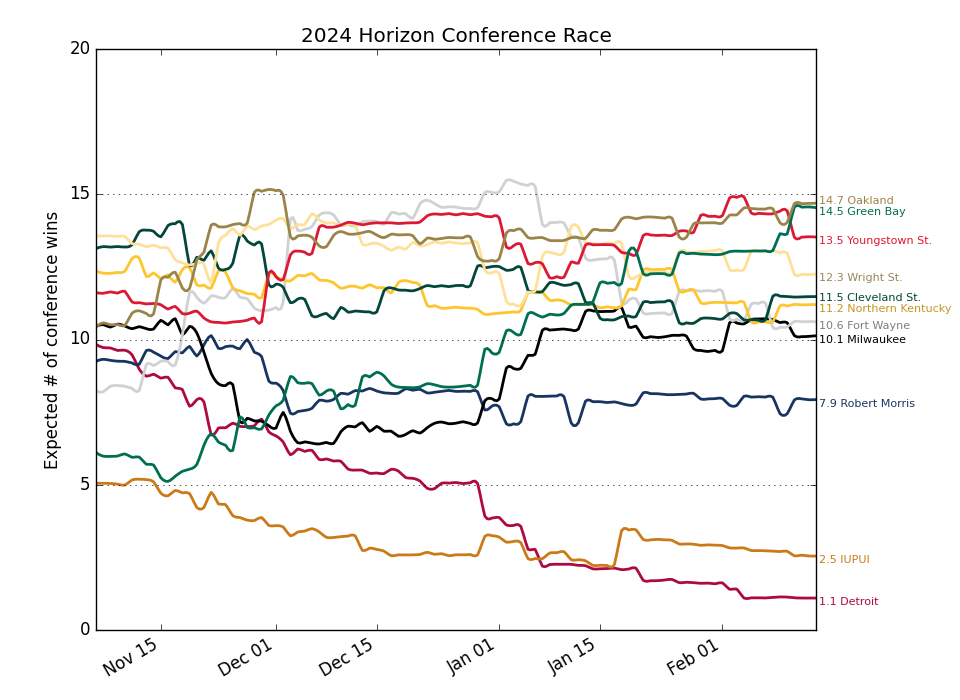 2024 Horizon Conference Race
Expected # of conference wins
20
15
10
5
0
Nov 15
Dec 01
Dec 15
Jan 01
Jan 15
Feb 01
14.7 Oakland
14.5 Green Bay
13.5 Youngstown St.
12.3 Wright St.
11.5 Cleveland St.
11.2 Northern Kentucky
10.6 Fort Wayne
10.1 Milwaukee
7.9 Robert Morris
2.5 IUPUI
1.1 Detroit